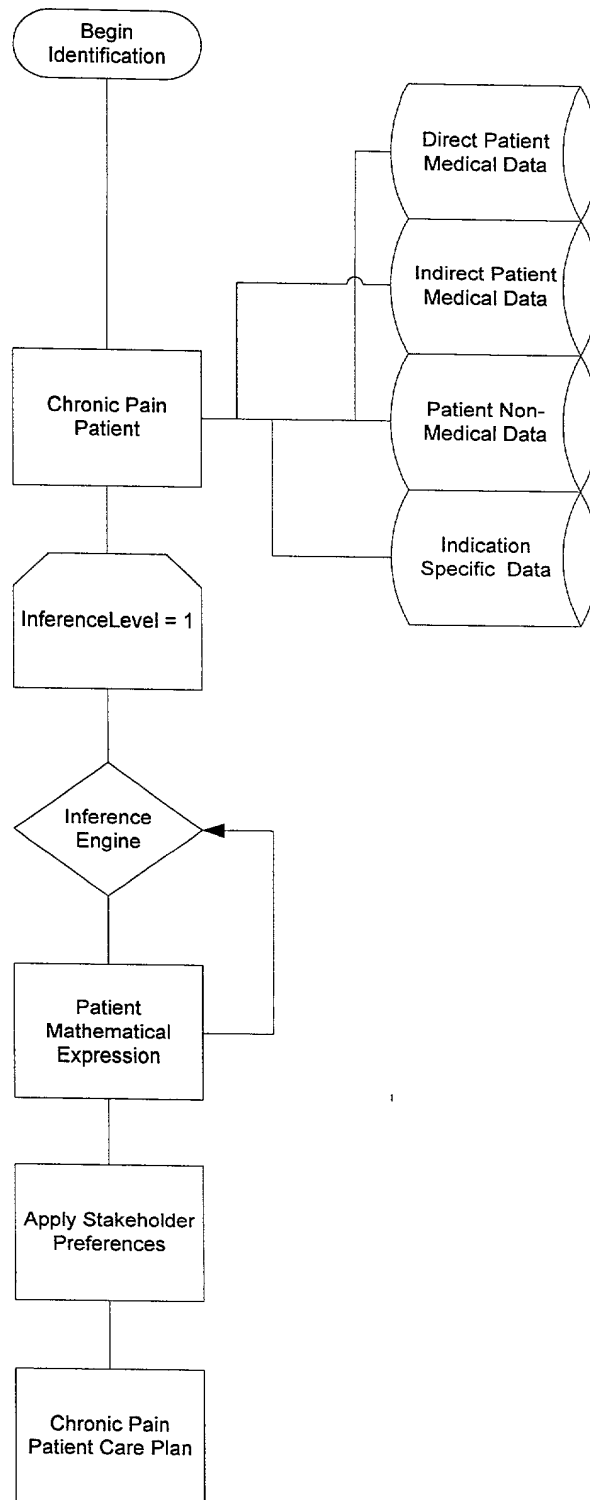 Begin
Identification
Direct Patient
Medical Data
Indirect Patient
Medical Data
Chronic Pain
Patient
Patient Non-
Medical Data
Indication
Specific Data
InferenceLevel = 1
Inference
Engine
Patient
Mathematical
Expression
Apply Stakeholder
Preferences
Chronic Pain
Patient Care Plan